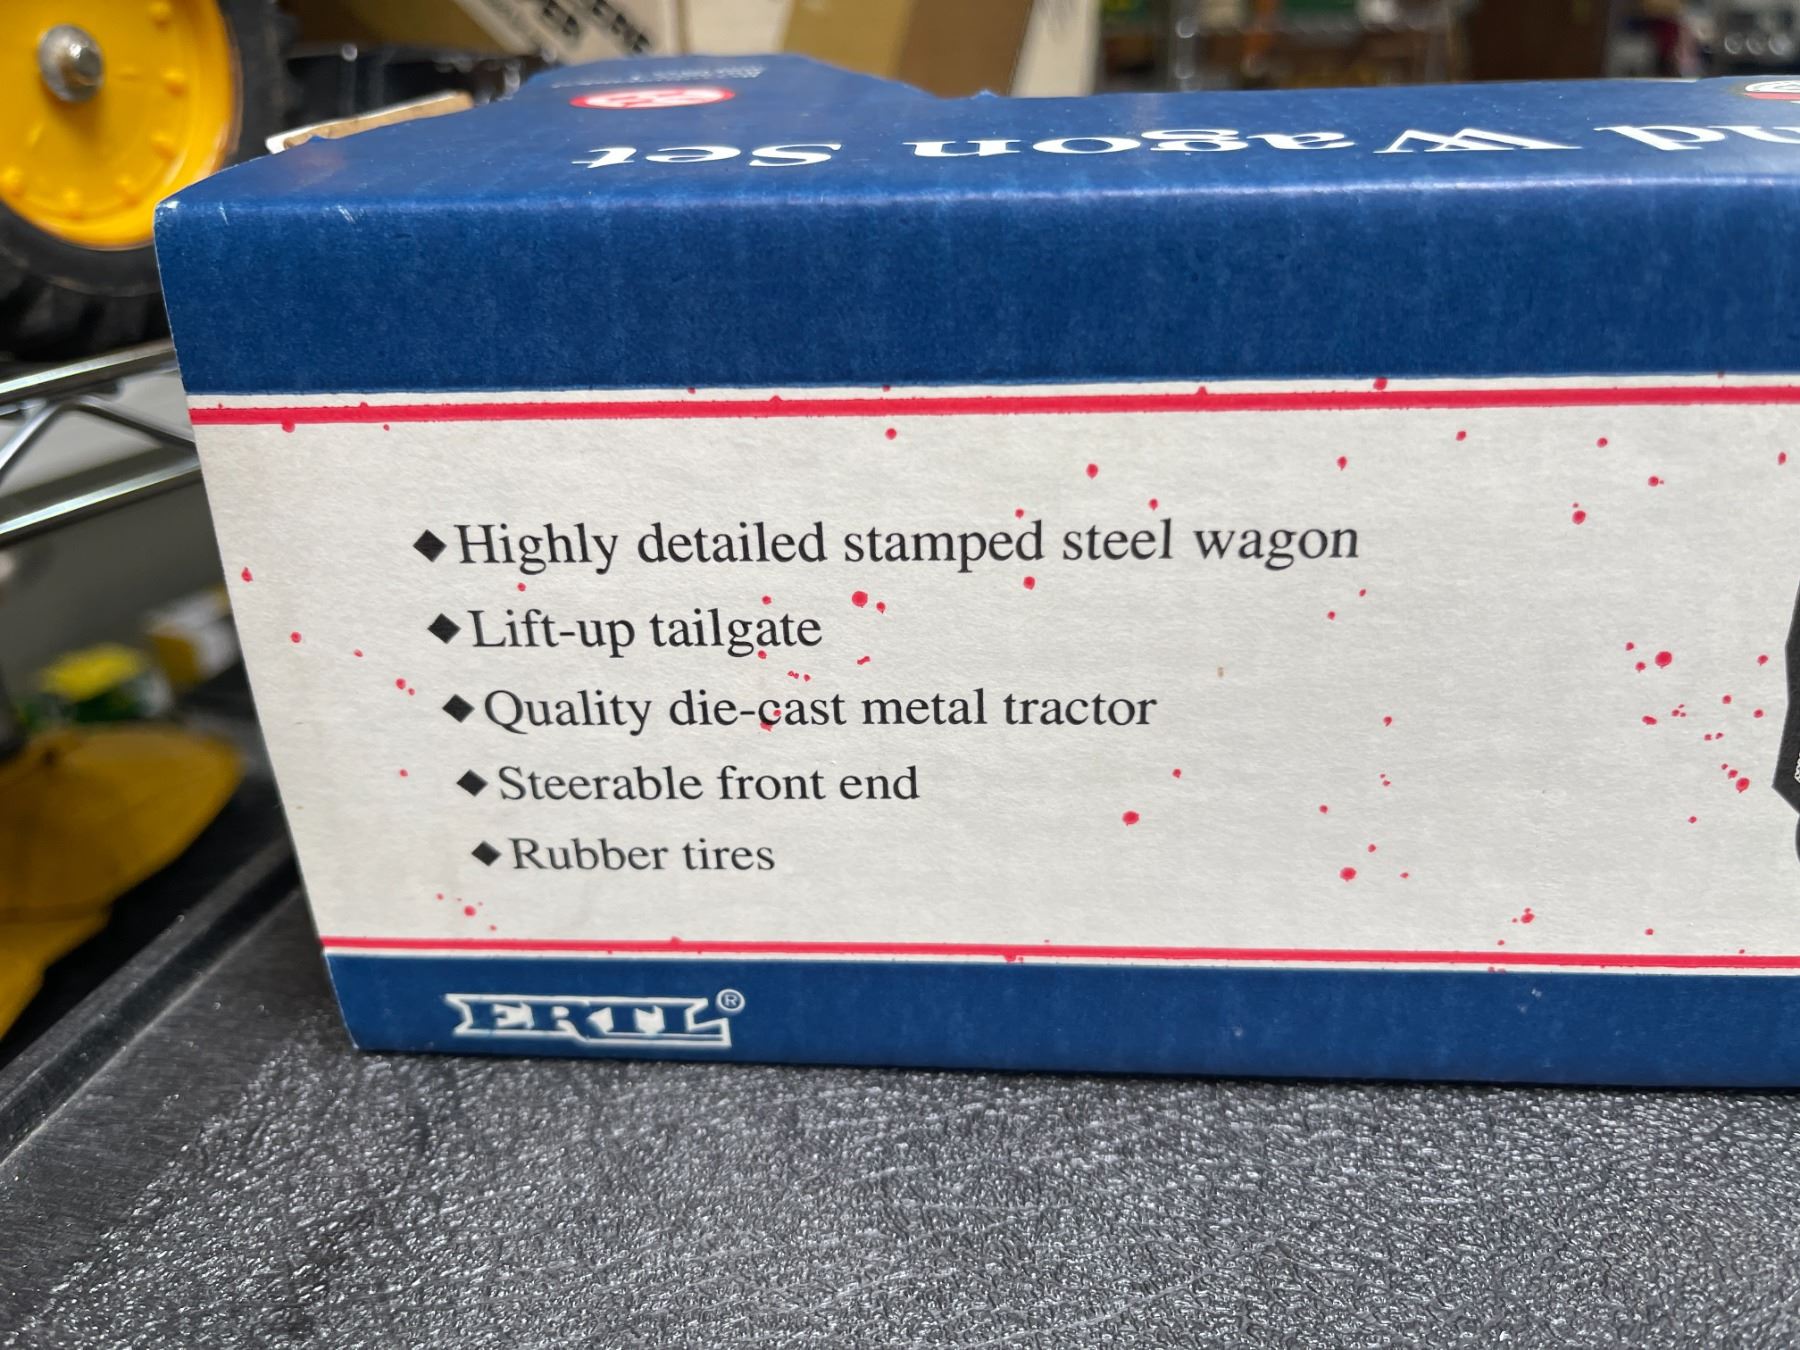 Wagon Set
◆Highly detailed stamped steel wagon
◆Lift-up tailgate
◆Quality die-cast metal tractor
◆Steerable front end
◆Rubber tires
ERTL®